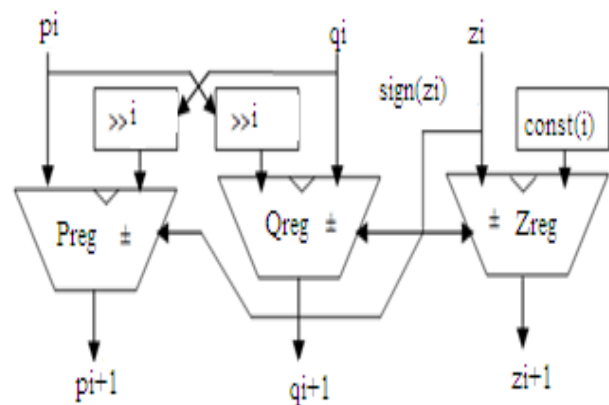 pi qi zi
sign(zi)
>>i >>i const(i)
Preg ± Qreg ± ± Zreg
pi+1 qi+1 zi+1